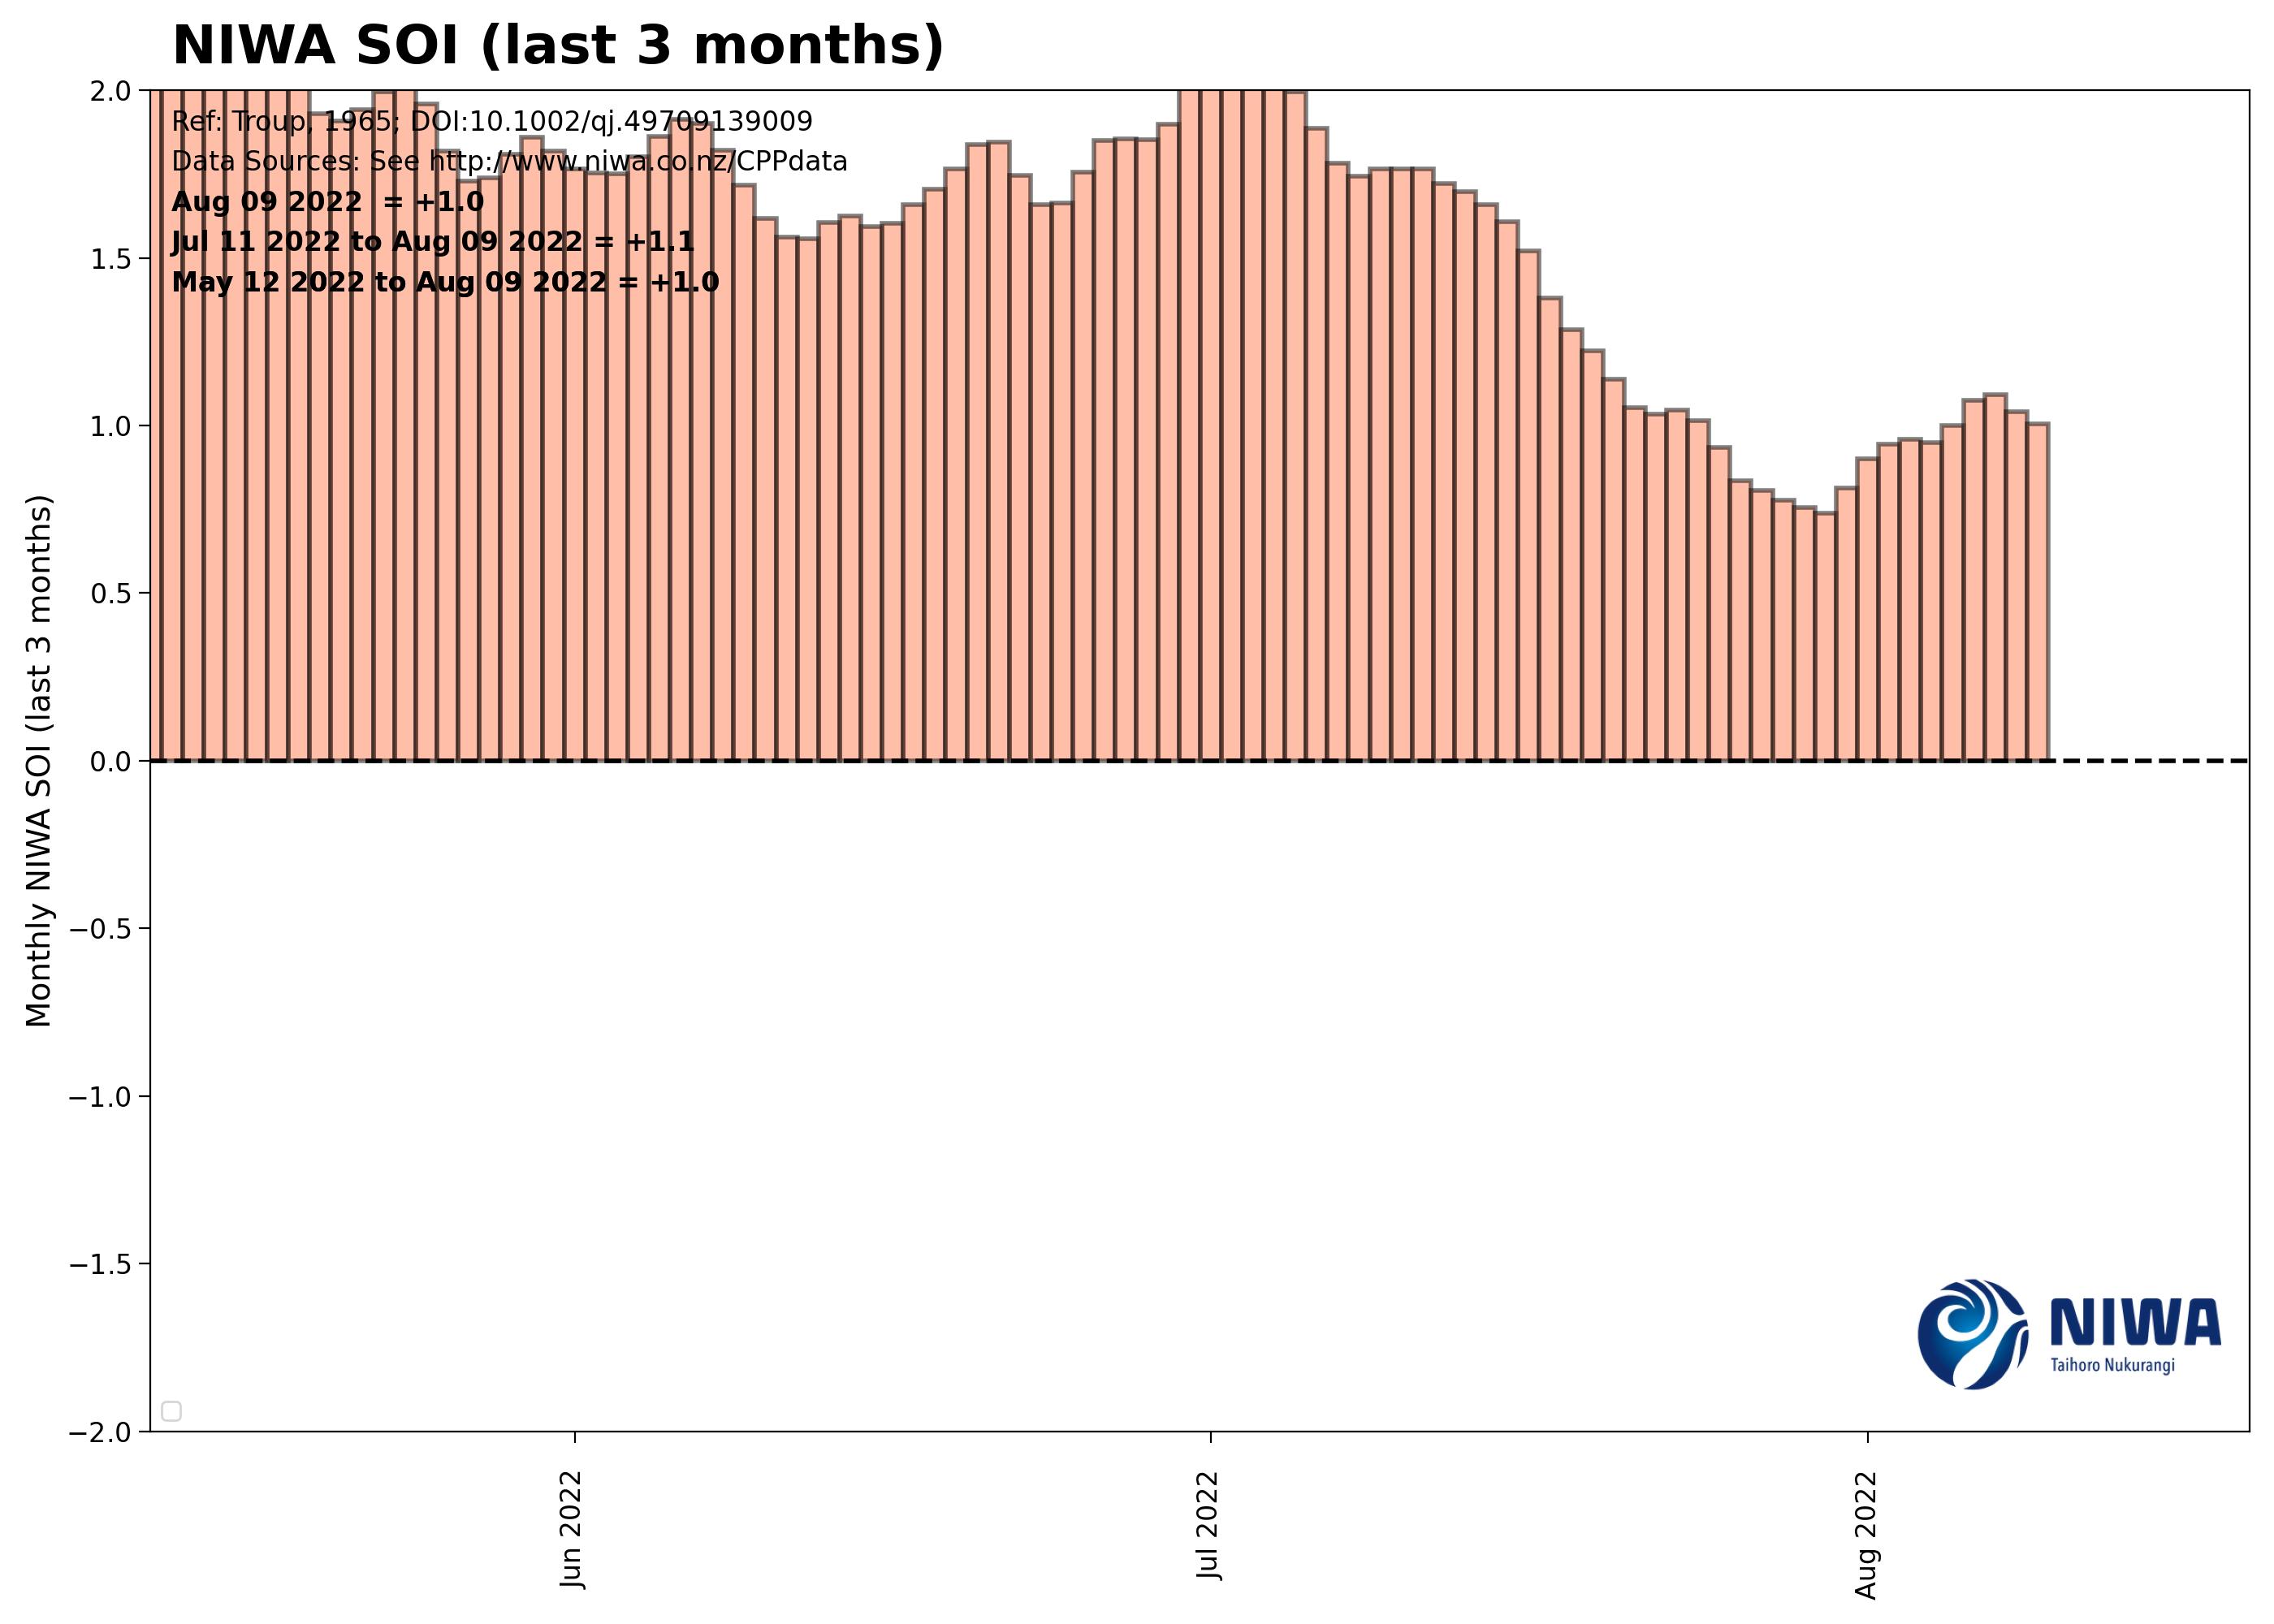 NIWA SOI (last 3 months)
2.0
Ref: Troup, 1965; DOI:10.1002/qj.49709139009
Data Sources: See http://www.niwa.co.nz/CPPdata
Aug 09 2022 = +1.0
Jul 11 2022 to Aug 09 2022 = +1.1
May 12 2022 to Aug 09 2022 = +1.0
1.5
1.0
0.5
0.0
−0.5
−1.0
−1.5
−2.0
Monthly NIWA SOI (last 3 months)
NIWA
Taihoro Nukurangi
Jun 2022
Jul 2022
Aug 2022